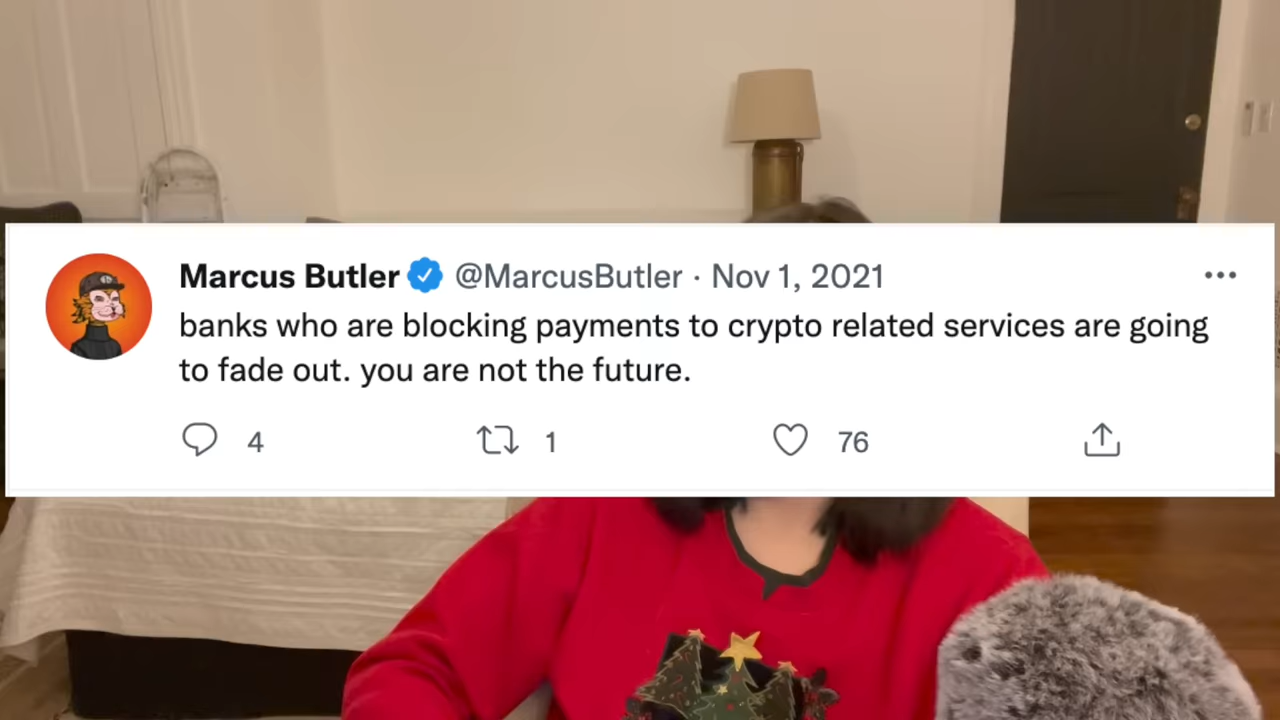 Marcus Butler @MarcusButler · Nov 1, 2021
banks who are blocking payments to crypto related services are going
to fade out. you are not the future.
4 1 76